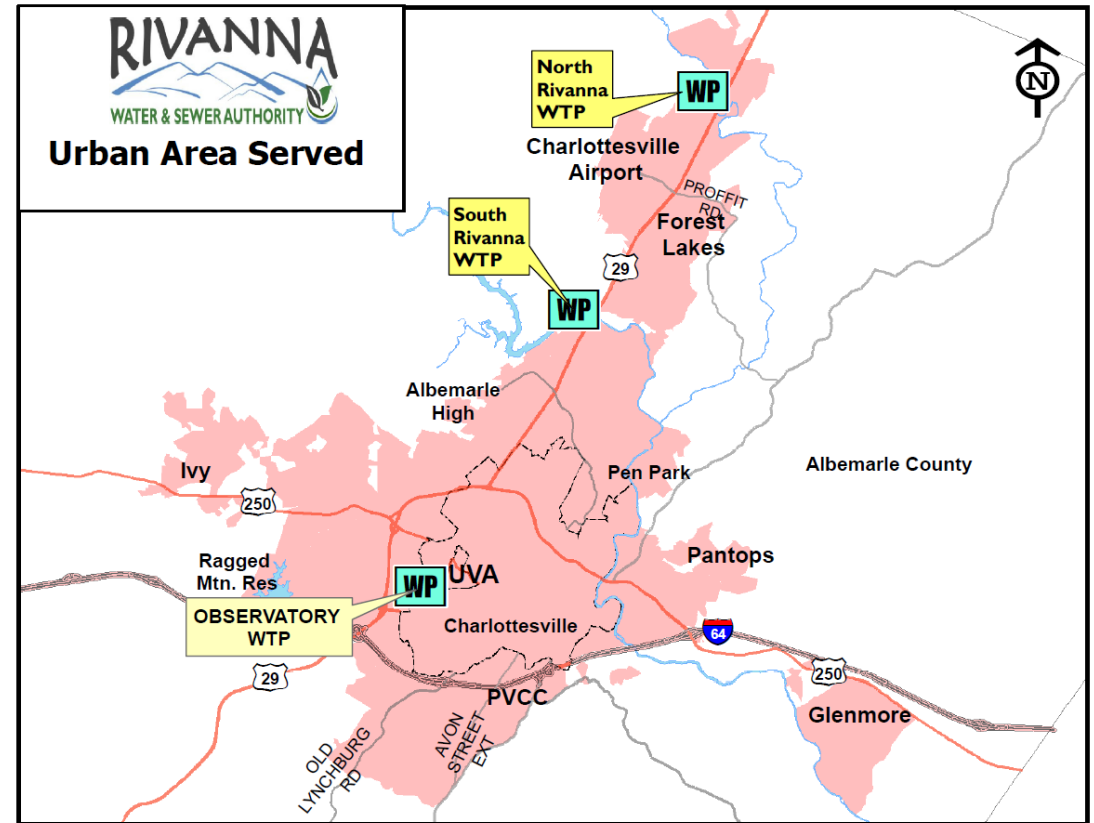 RIVANNA
WATER & SEWER AUTHORITY
Urban Area Served
North
Rivanna
WTP
WP
N
Charlottesville
Airport
PROFFIT
RD
Forest
Lakes
South
Rivanna
WTP
29
WP
Albemarle
High
Ivy
Pen Park
Albemarle County
250
Ragged
Mtn. Res
Pantops
WP
UVA
OBSERVATORY
WTP
Charlottesville
64
29
250
PVCC
Glenmore
OLD
LYNCHBURG
RD
AVON
STREET
EXT